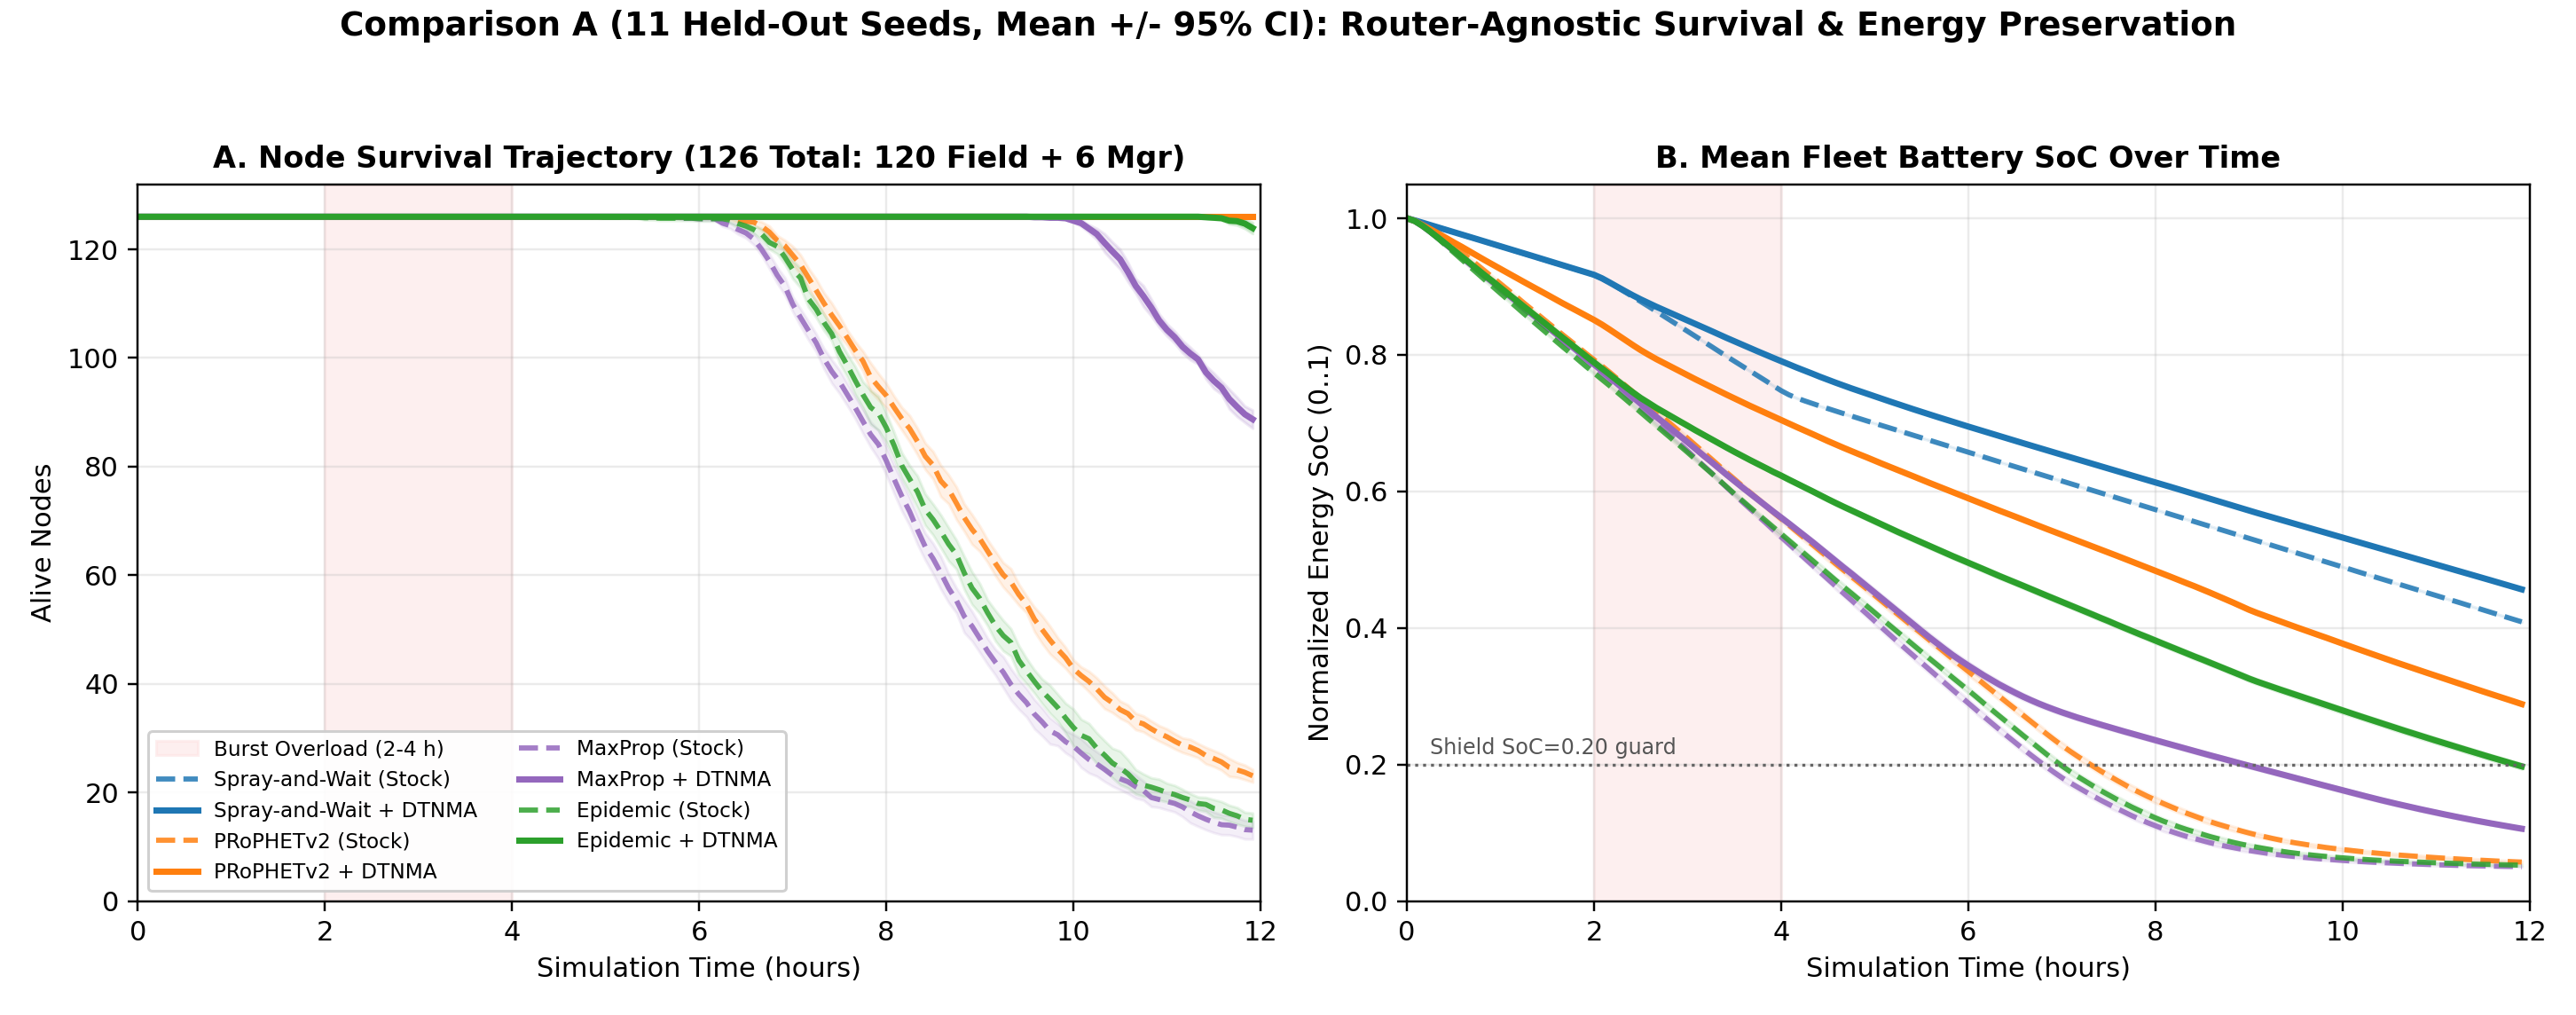 Comparison A (11 Held-Out Seeds, Mean +/- 95% CI): Router-Agnostic Survival & Energy Preservation
A. Node Survival Trajectory (126 Total: 120 Field + 6 Mgr)
Alive Nodes
120
100
80
60
40
20
0
Burst Overload (2-4 h)
Spray-and-Wait (Stock)
Spray-and-Wait + DTNMA
PRoPHETv2 (Stock)
PRoPHETv2 + DTNMA
MaxProp (Stock)
MaxProp + DTNMA
Epidemic (Stock)
Epidemic + DTNMA
0 2 4 6 8 10 12
Simulation Time (hours)
B. Mean Fleet Battery SoC Over Time
Normalized Energy SoC (0..1)
1.0
0.8
0.6
0.4
0.2
0.0
Shield SoC=0.20 guard
0 2 4 6 8 10 12
Simulation Time (hours)